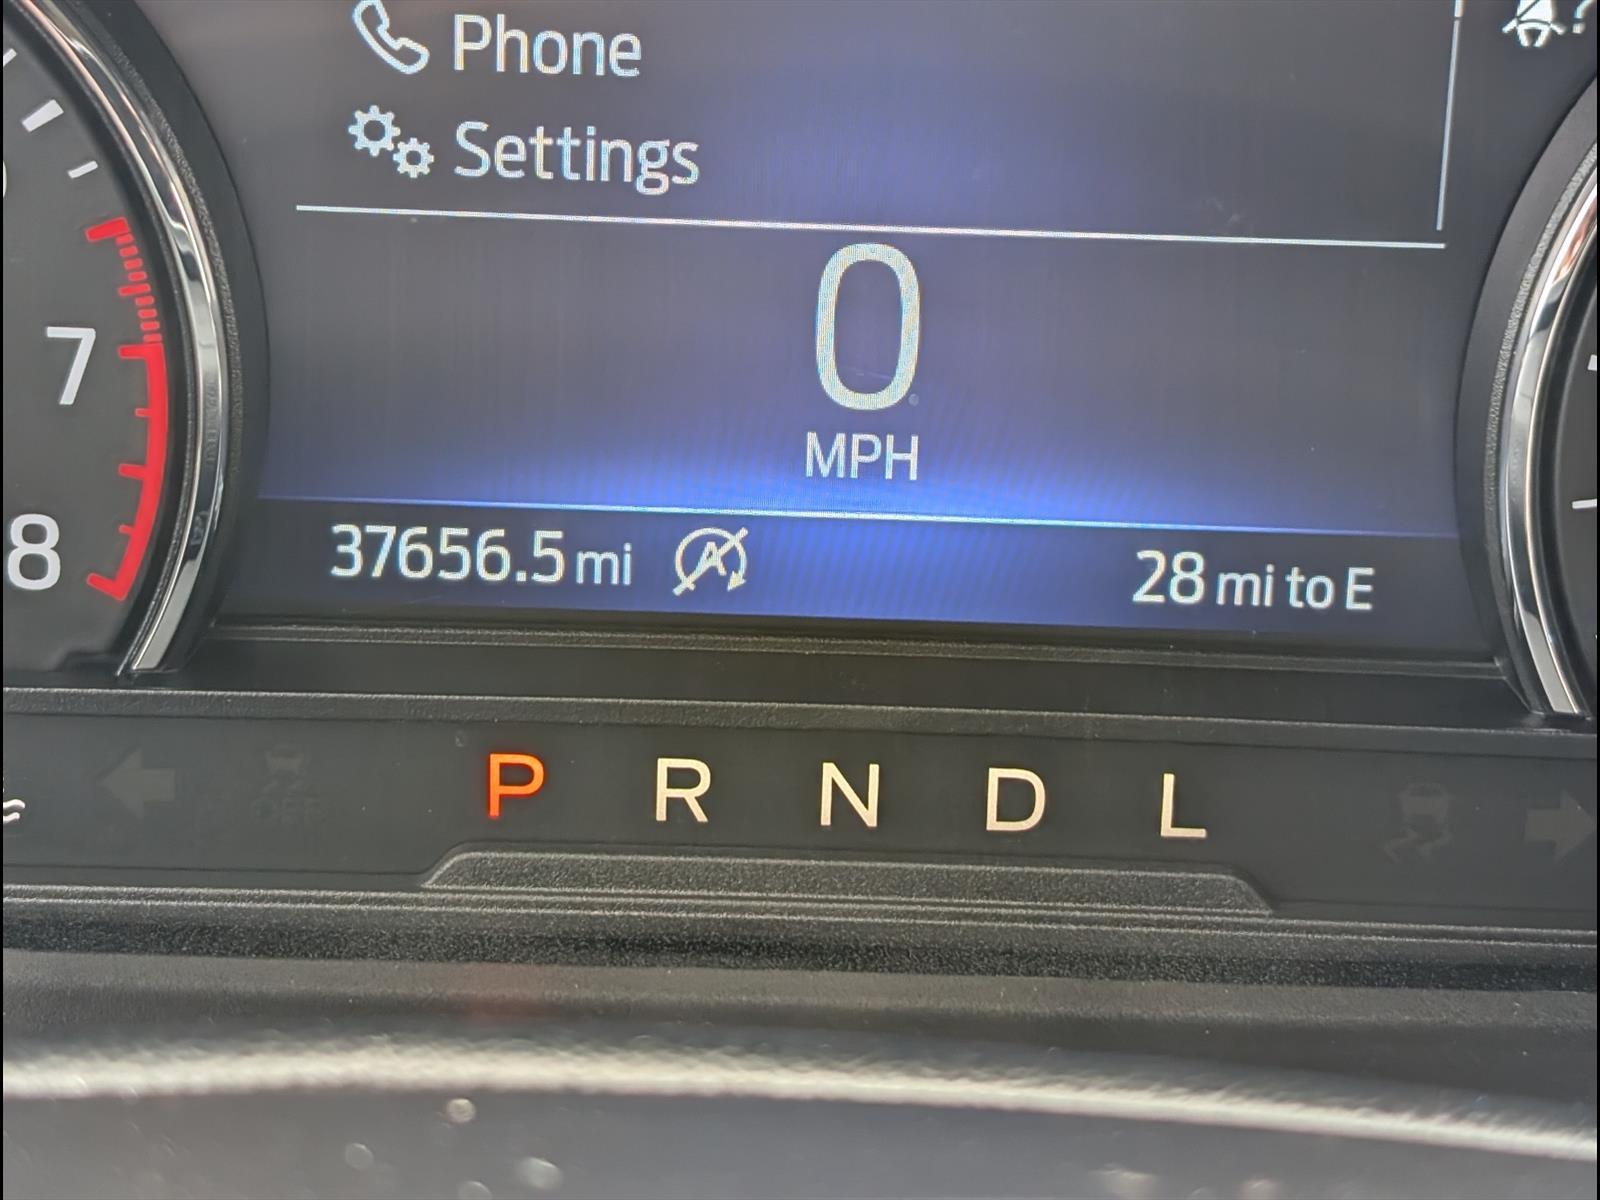 Phone
Settings
0
MPH
7
8
37656.5 mi
28 mi to E
P R N D L